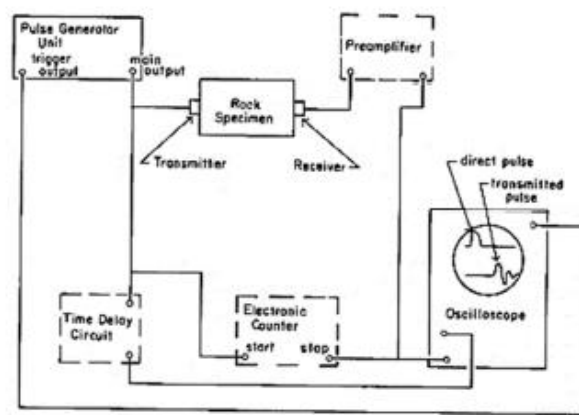 Pulse Generator
Unit
trigger
output
main
output
Preamplifier
Rock
Specimen
Transmitter
Receiver
direct pulse
transmitted
pulse
Oscilloscope
Time Delay
Circuit
Electronic
Counter
start
stop